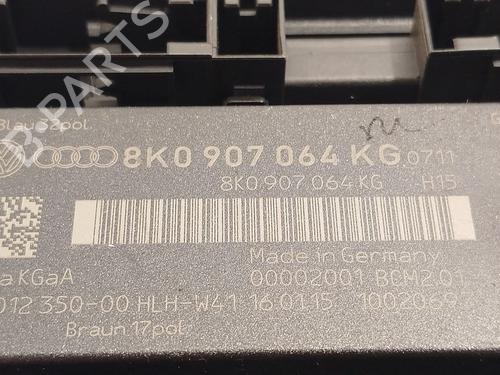 Blau 32pol.
8K0 907 064 KG 0711
8K0 907 064 KG H15
Made in Germany
a KGaA
00002001 BCM2 01
012 350-00 HLH-W41 16.01.15 1002069
Braun 17pol.
B-PARTS